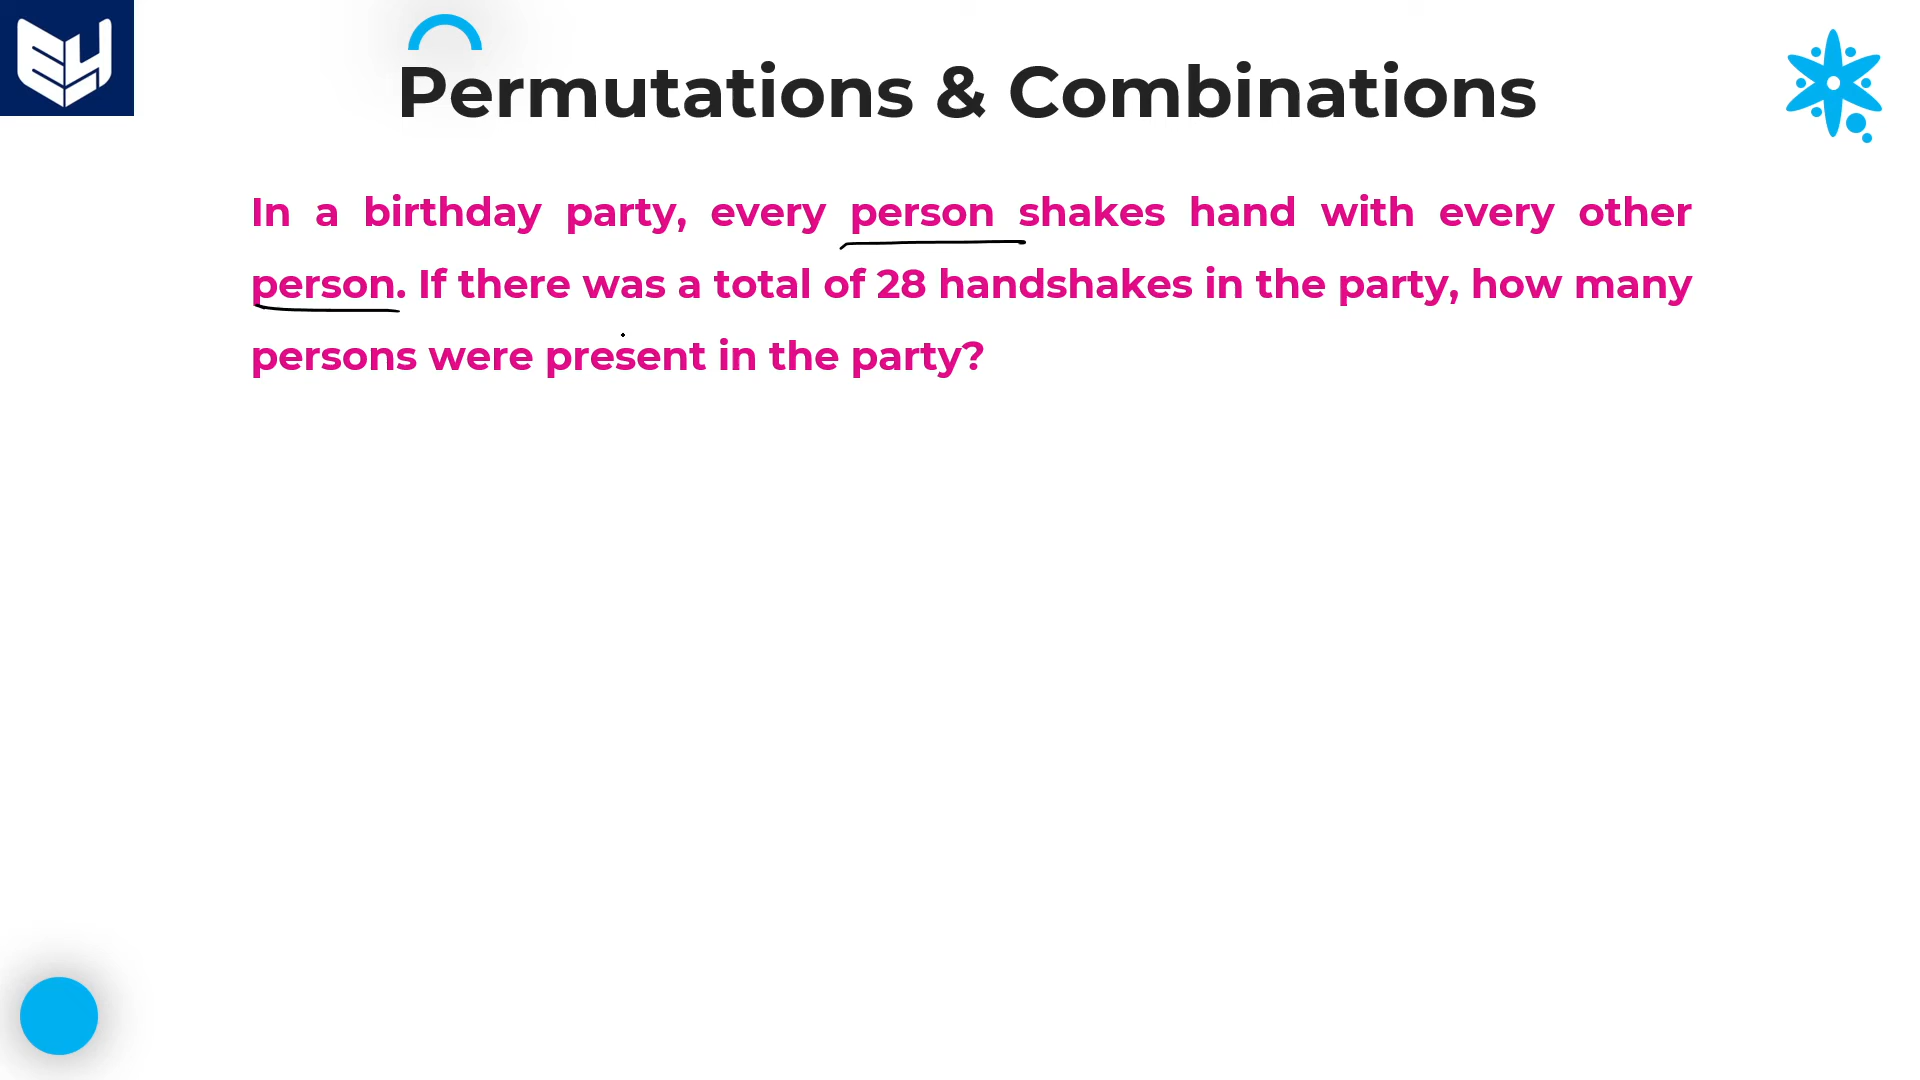 Permutations & Combinations
In a birthday party, every person shakes hand with every other
person. If there was a total of 28 handshakes in the party, how many
persons were present in the party?